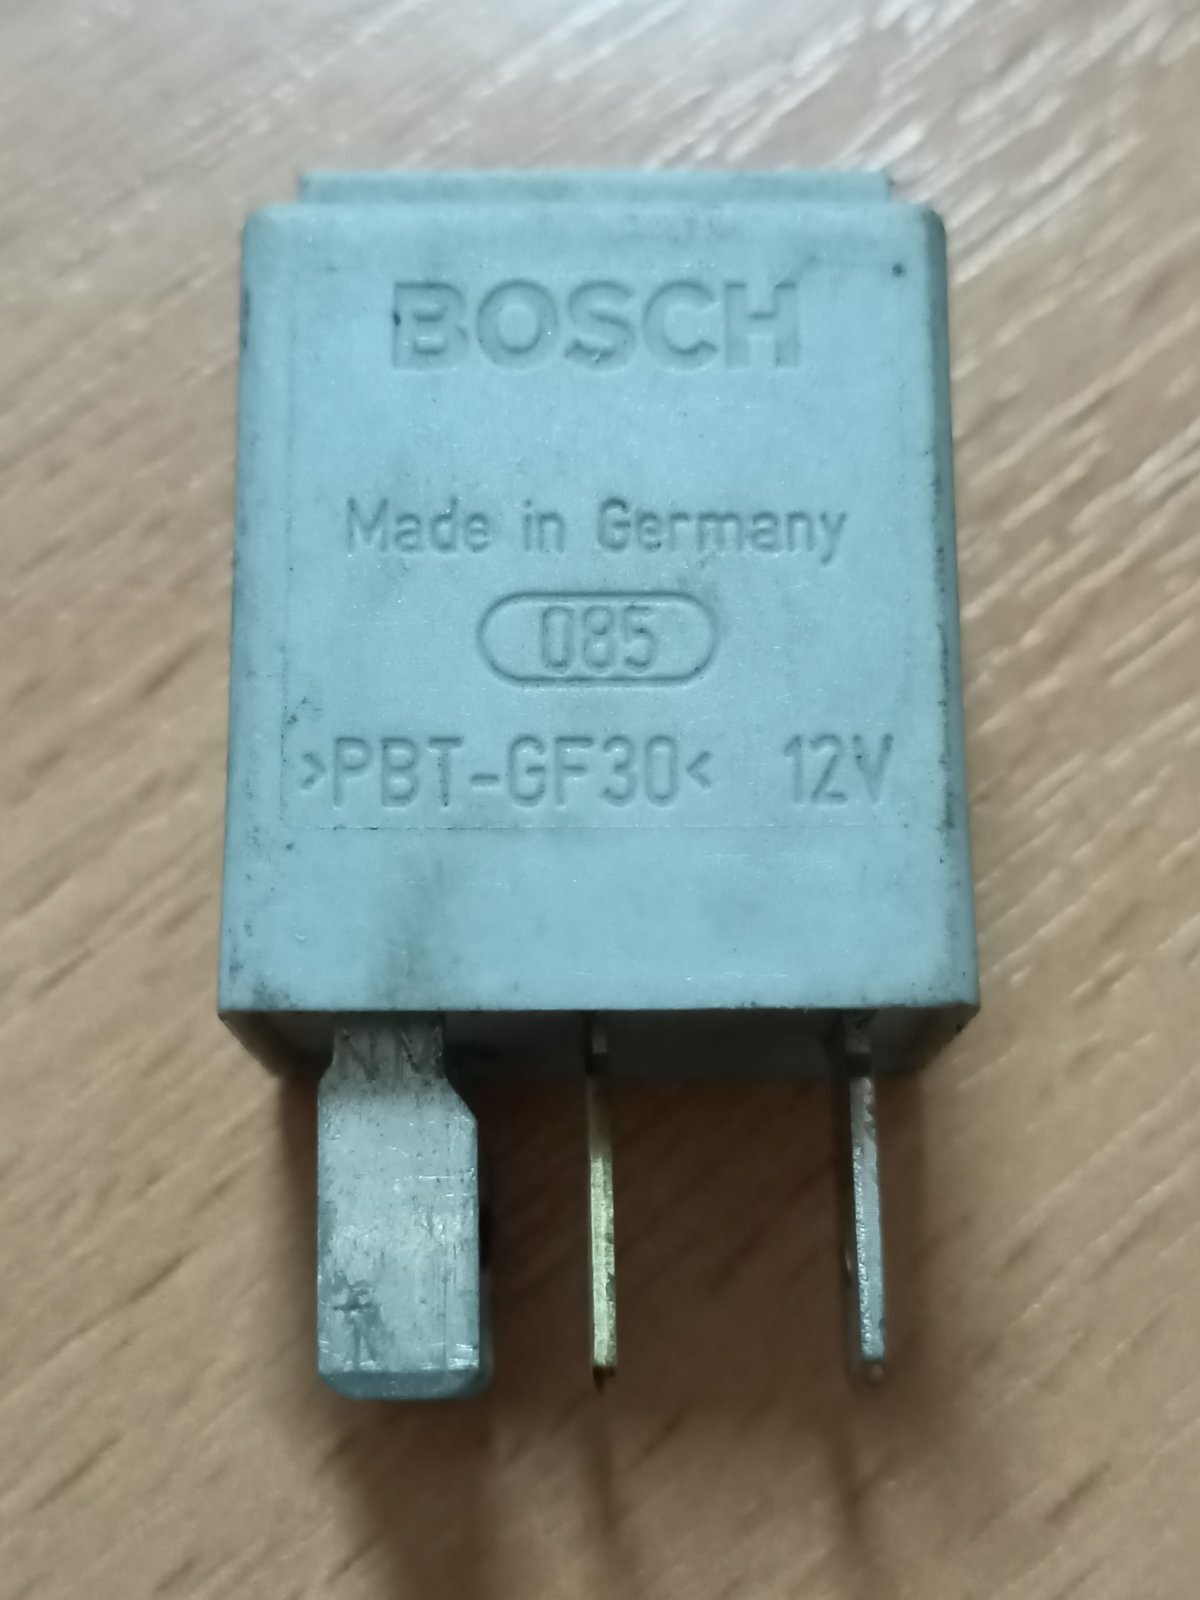 BOSCH
Made in Germany
085
>PBT-GF30< 12V